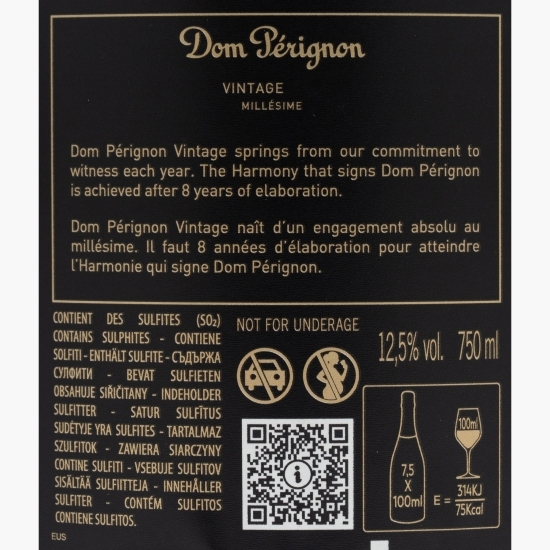 Dom Pérignon
VINTAGE
MILLÉSIME
Dom Pérignon Vintage springs from our commitment to
witness each year. The Harmony that signs Dom Pérignon
is achieved after 8 years of elaboration.
Dom Pérignon Vintage naît d'un engagement absolu au
millésime. Il faut 8 années d'élaboration pour atteindre
l'Harmonie qui signe Dom Pérignon.
CONTIENT DES SULFITES (SO₂)
CONTAINS SULPHITES - CONTIENE
SOLFITI - ENTHÄLT SULFITE - СЪДЪРЖА
СУЛФИТИ - BEVAT SULFIETEN
OBSAHUJE SIŘIČITANY - INDEHOLDER
SULFITTER - SATUR SULFĪTUS
SUDĖTYJE YRA SULFITES - TARTALMAZ
SZULFITOK - ZAWIERA SIARCZYNY
CONTINE SULFITI - VSEBUJE SULFITOV
SISÄLTÄÄ SULFIITTEJA - INNEHÅLLER
SULFITER - CONTÉM SULFITOS
CONTIENE SULFITOS.
EUS
NOT FOR UNDERAGE
i
12,5% vol. 750 ml
7,5
X
100ml
100ml
E = 314KJ
75Kcal